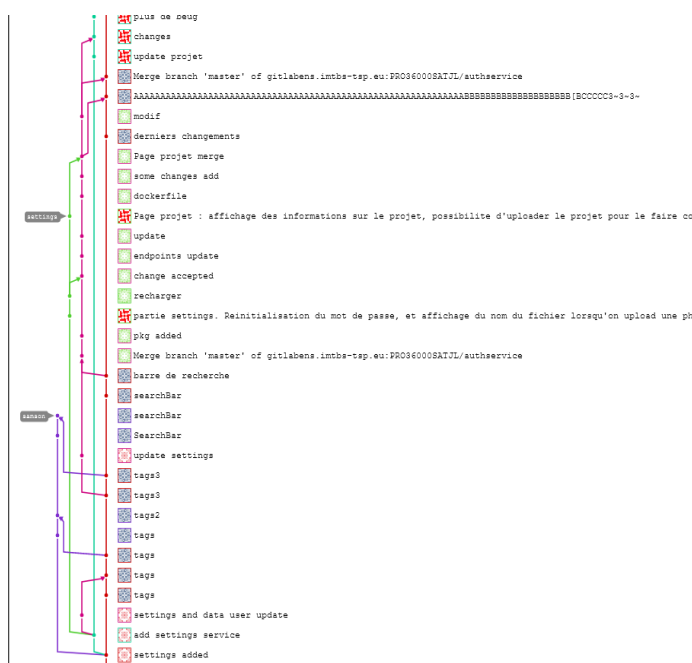 plus de beug
changes
update projet
Merge branch 'master' of gitlabens.imtbs-tsp.eu:PRO36000SATJL/authservice
modif
derniers changements
Page projet merge
some changes add
dockerfile
settings Page projet : affichage des informations sur le projet, possibilite d'uploader le projet pour le faire co
update
endpoints update
change accepted
recharger
partie settings. Reinitialisation du mot de passe, et affichage du nom du fichier lorsqu'on upload une ph
pkg added
Merge branch 'master' of gitlabens.imtbs-tsp.eu:PRO36000SATJL/authservice
barre de recherche
searchBar
samson searchBar
SearchBar
update settings
tags3
tags3
tags2
tags
tags
tags
tags
settings and data user update
add settings service
settings added